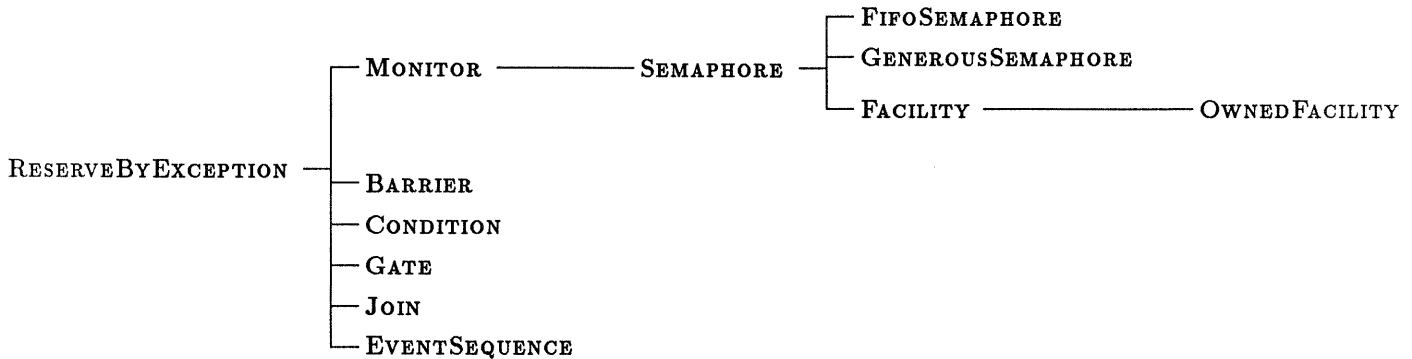 FIFOSEMAPHORE
MONITOR SEMAPHORE GENEROUSSEMAPHORE
FACILITY OWNEDFACILITY
RESERVEBYEXCEPTION
BARRIER
CONDITION
GATE
JOIN
EVENTSEQUENCE